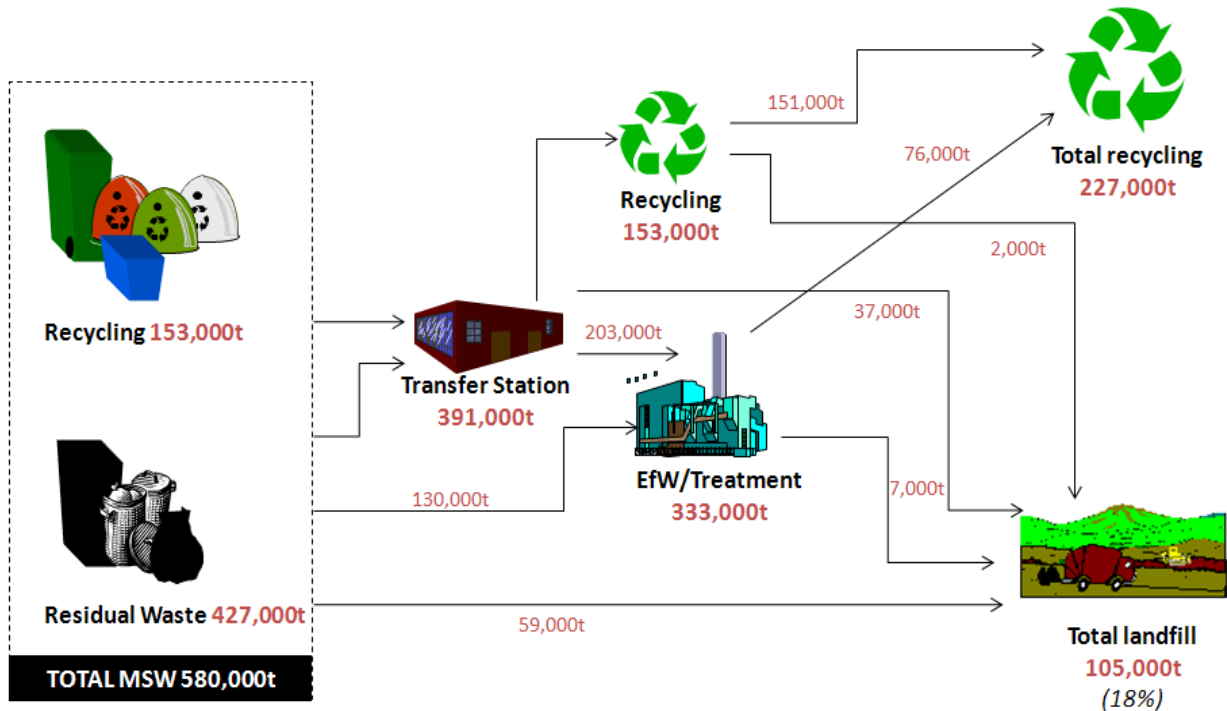 Recycling 153,000t
Residual Waste 427,000t
TOTAL MSW 580,000t
Transfer Station
391,000t
130,000t
59,000t
203,000t
Recycling
153,000t
EfW/Treatment
333,000t
151,000t
76,000t
2,000t
37,000t
7,000t
Total recycling
227,000t
Total landfill
105,000t
(18%)